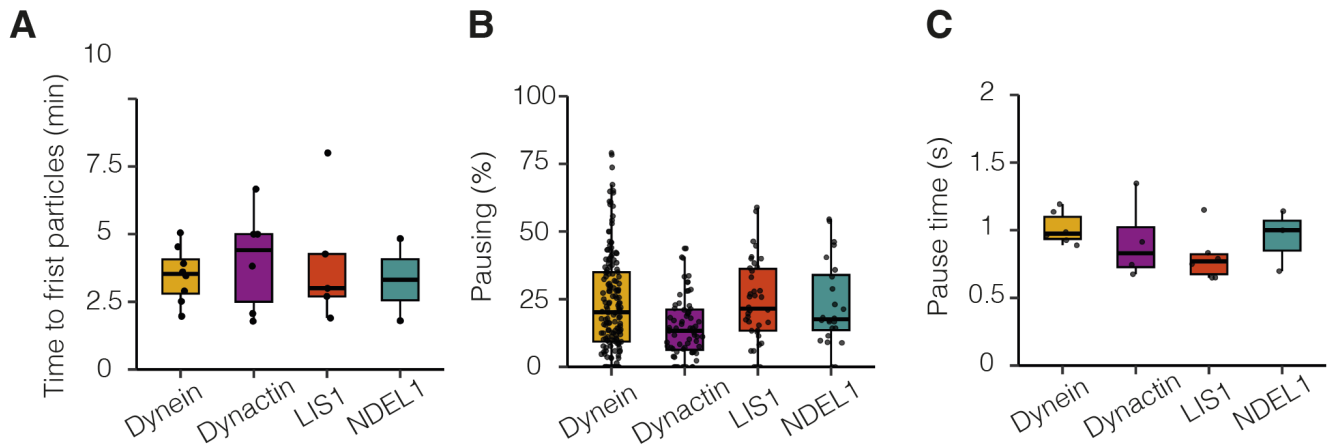 A
Time to frist particles (min)
10
7.5
5
2.5
0
Dynein
Dynactin
LIS1
NDEL1
B
Pausing (%)
100
75
50
25
0
Dynein
Dynactin
LIS1
NDEL1
C
Pause time (s)
2
1.5
1
0.5
0
Dynein
Dynactin
LIS1
NDEL1